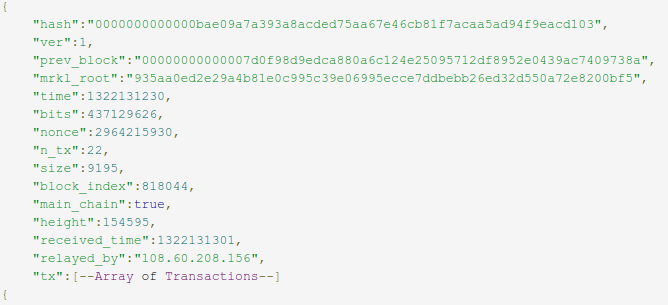 {
"hash":"0000000000000bae09a7a393a8acded75aa67e46cb81f7acaa5ad94f9eacd103",
"ver":1,
"prev_block":"00000000000007d0f98d9edca880a6c124e25095712df8952e0439ac7409738a",
"mrkl_root":"935aa0ed2e29a4b81e0c995c39e06995ecce7ddbebb26ed32d550a72e8200bf5",
"time":1322131230,
"bits":437129626,
"nonce":2964215930,
"n_tx":22,
"size":9195,
"block_index":818044,
"main_chain":true,
"height":154595,
"received_time":1322131301,
"relayed_by":"108.60.208.156",
"tx":[--Array of Transactions--]
{